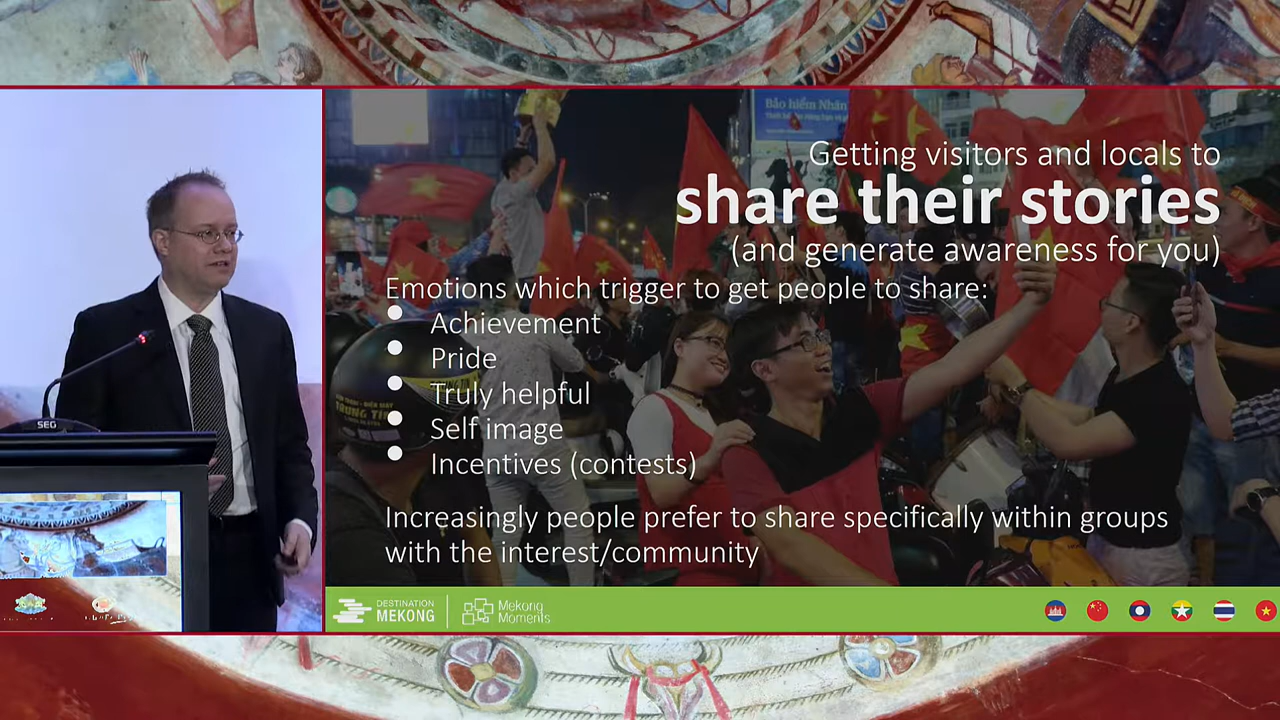 Getting visitors and locals to
share their stories
(and generate awareness for you)
Emotions which trigger to get people to share:
Achievement
Pride
Truly helpful
Self image
Incentives (contests)
Increasingly people prefer to share specifically within groups
with the interest/community
DESTINATION
MEKONG
Mekong
Moments
Bảo hiểm Nhân
TRUNG
SEG